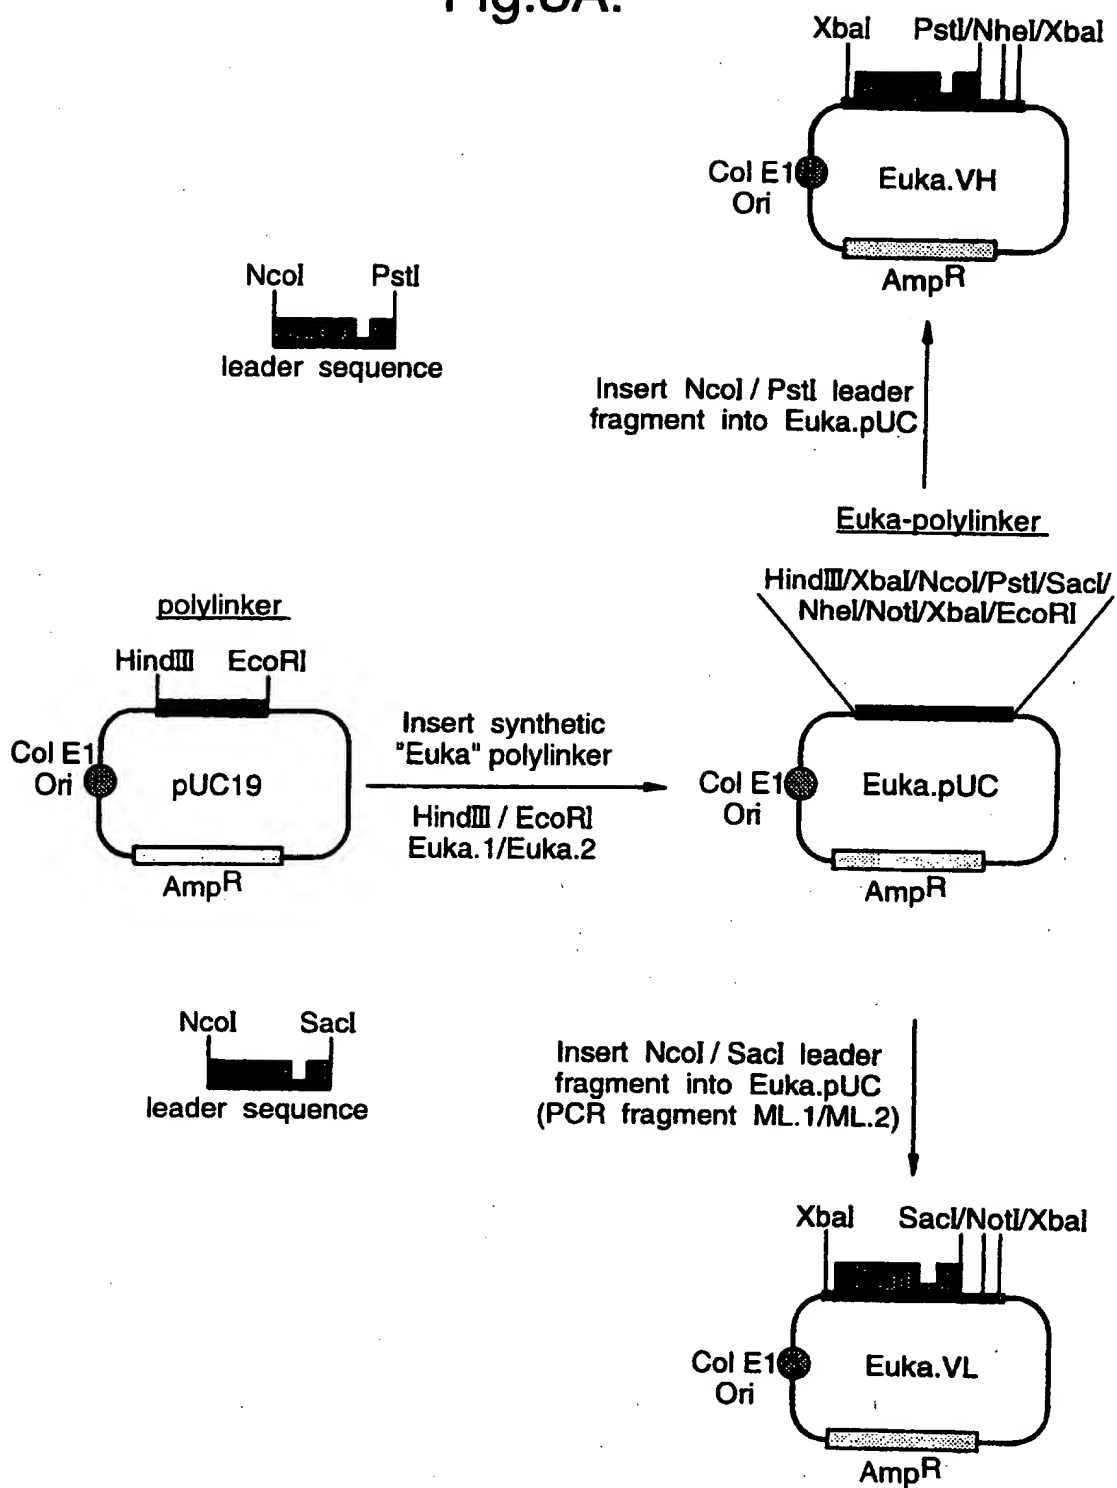 Fig.8A.
XbaI PstI/NheI/XbaI
Col E1
Ori
Euka.VH
AmpR
NcoI PstI
leader sequence
Insert NcoI / PstI leader
fragment into Euka.pUC
Euka-polylinker
HindIII/XbaI/NcoI/PstI/SacI/
NheI/NotI/XbaI/EcoRI
polylinker
HindIII EcoRI
Col E1
Ori
pUC19
AmpR
Insert synthetic
"Euka" polylinker
HindIII / EcoRI
Euka.1/Euka.2
Col E1
Ori
Euka.pUC
AmpR
NcoI SacI
leader sequence
Insert NcoI / SacI leader
fragment into Euka.pUC
(PCR fragment ML.1/ML.2)
XbaI SacI/NotI/XbaI
Col E1
Ori
Euka.VL
AmpR